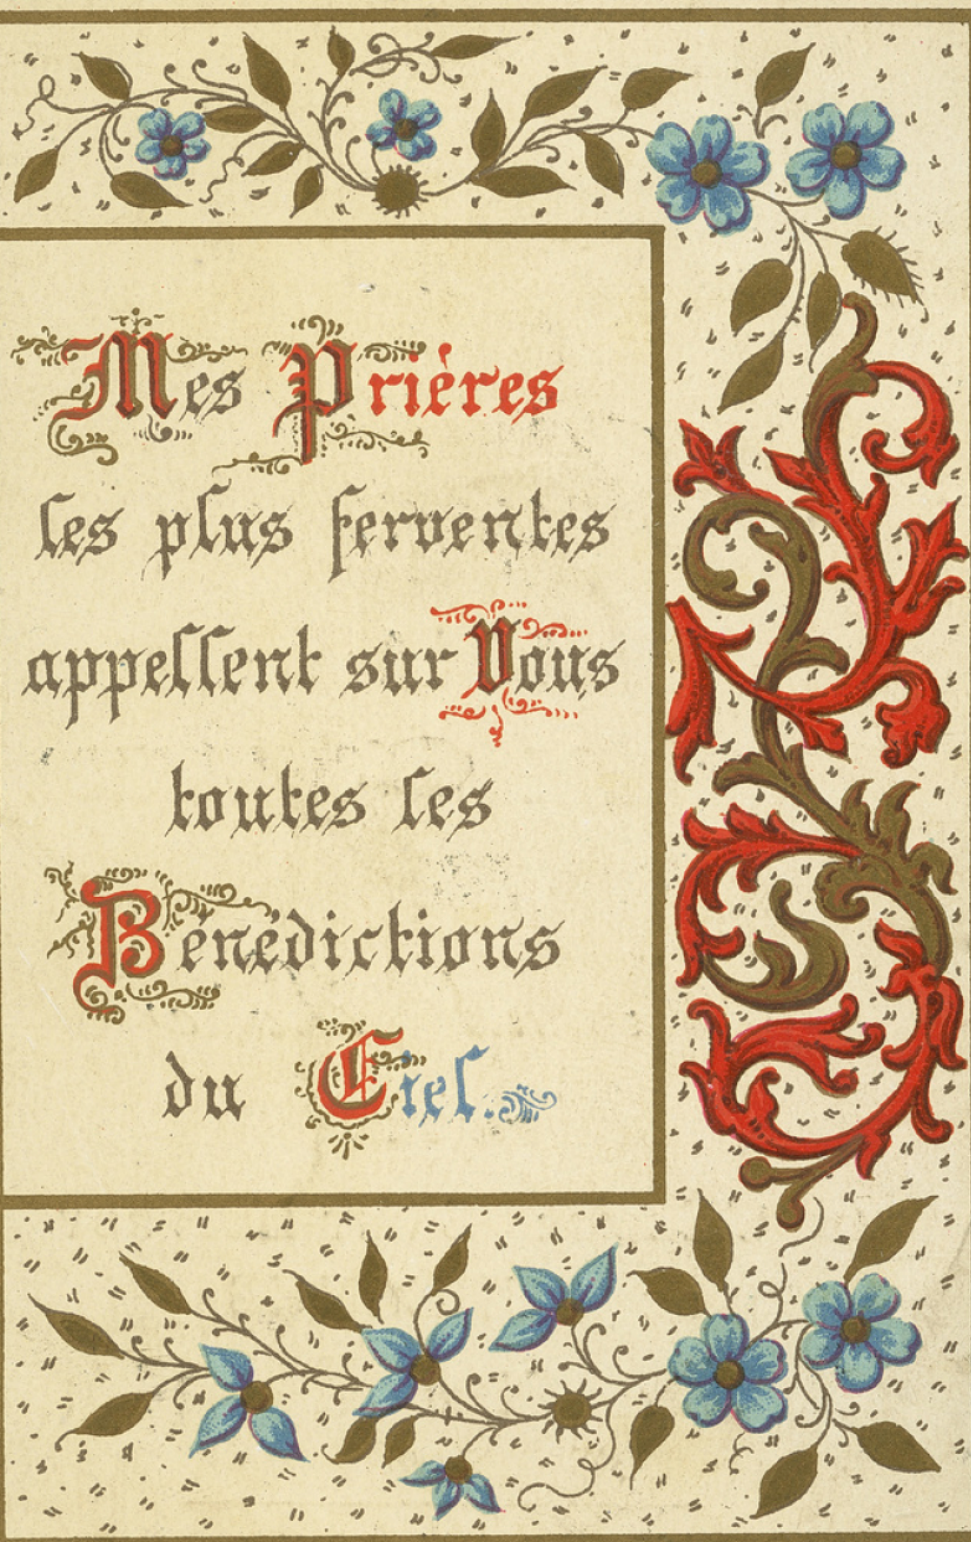 Mes Prières
les plus ferventes
appellent sur Vous
toutes les
Bénédictions
du Ciel.